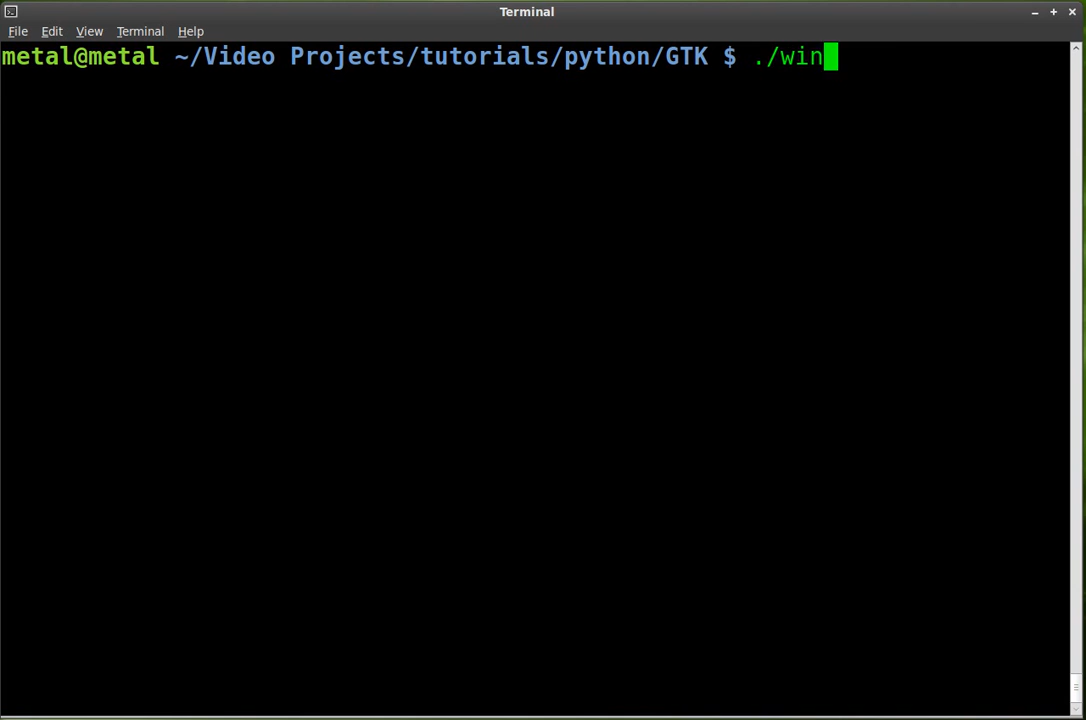 Terminal
File Edit View Terminal Help
metal@metal ~/Video Projects/tutorials/python/GTK $ ./win